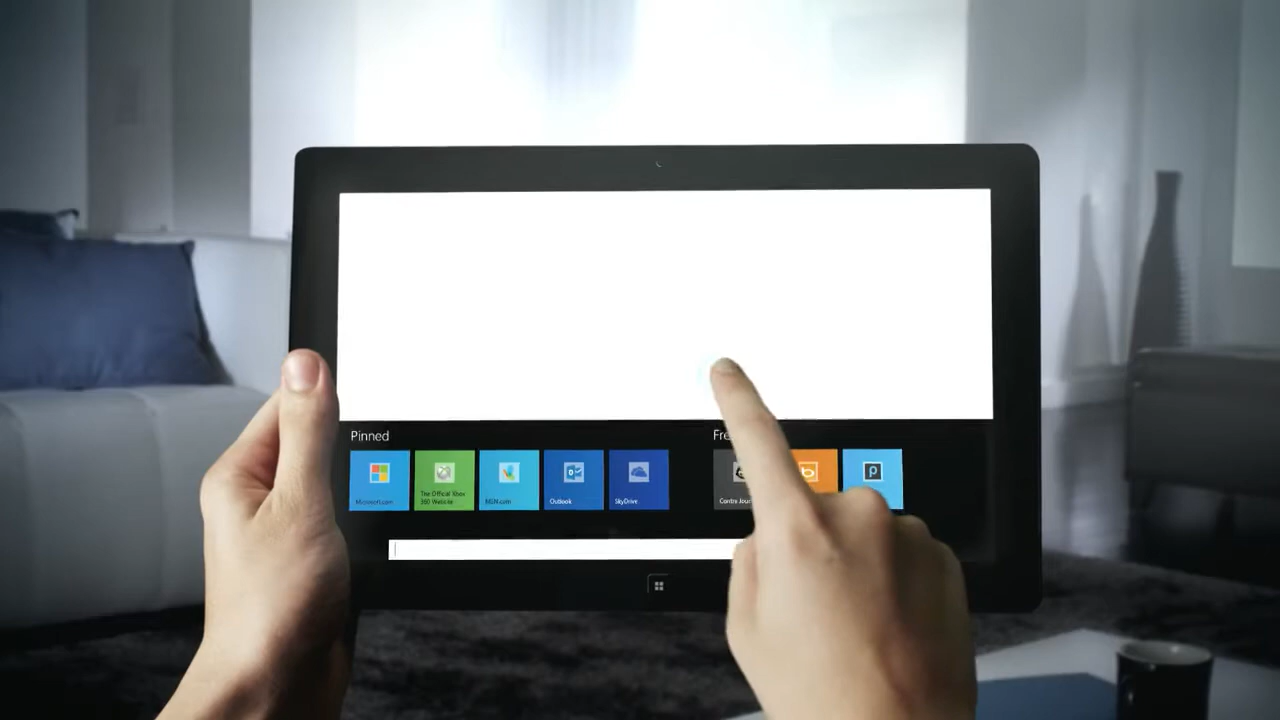 Pinned
Microsoft.com
The Official Xbox
360 Website
MSN.com
Outlook
SkyDrive
b
P